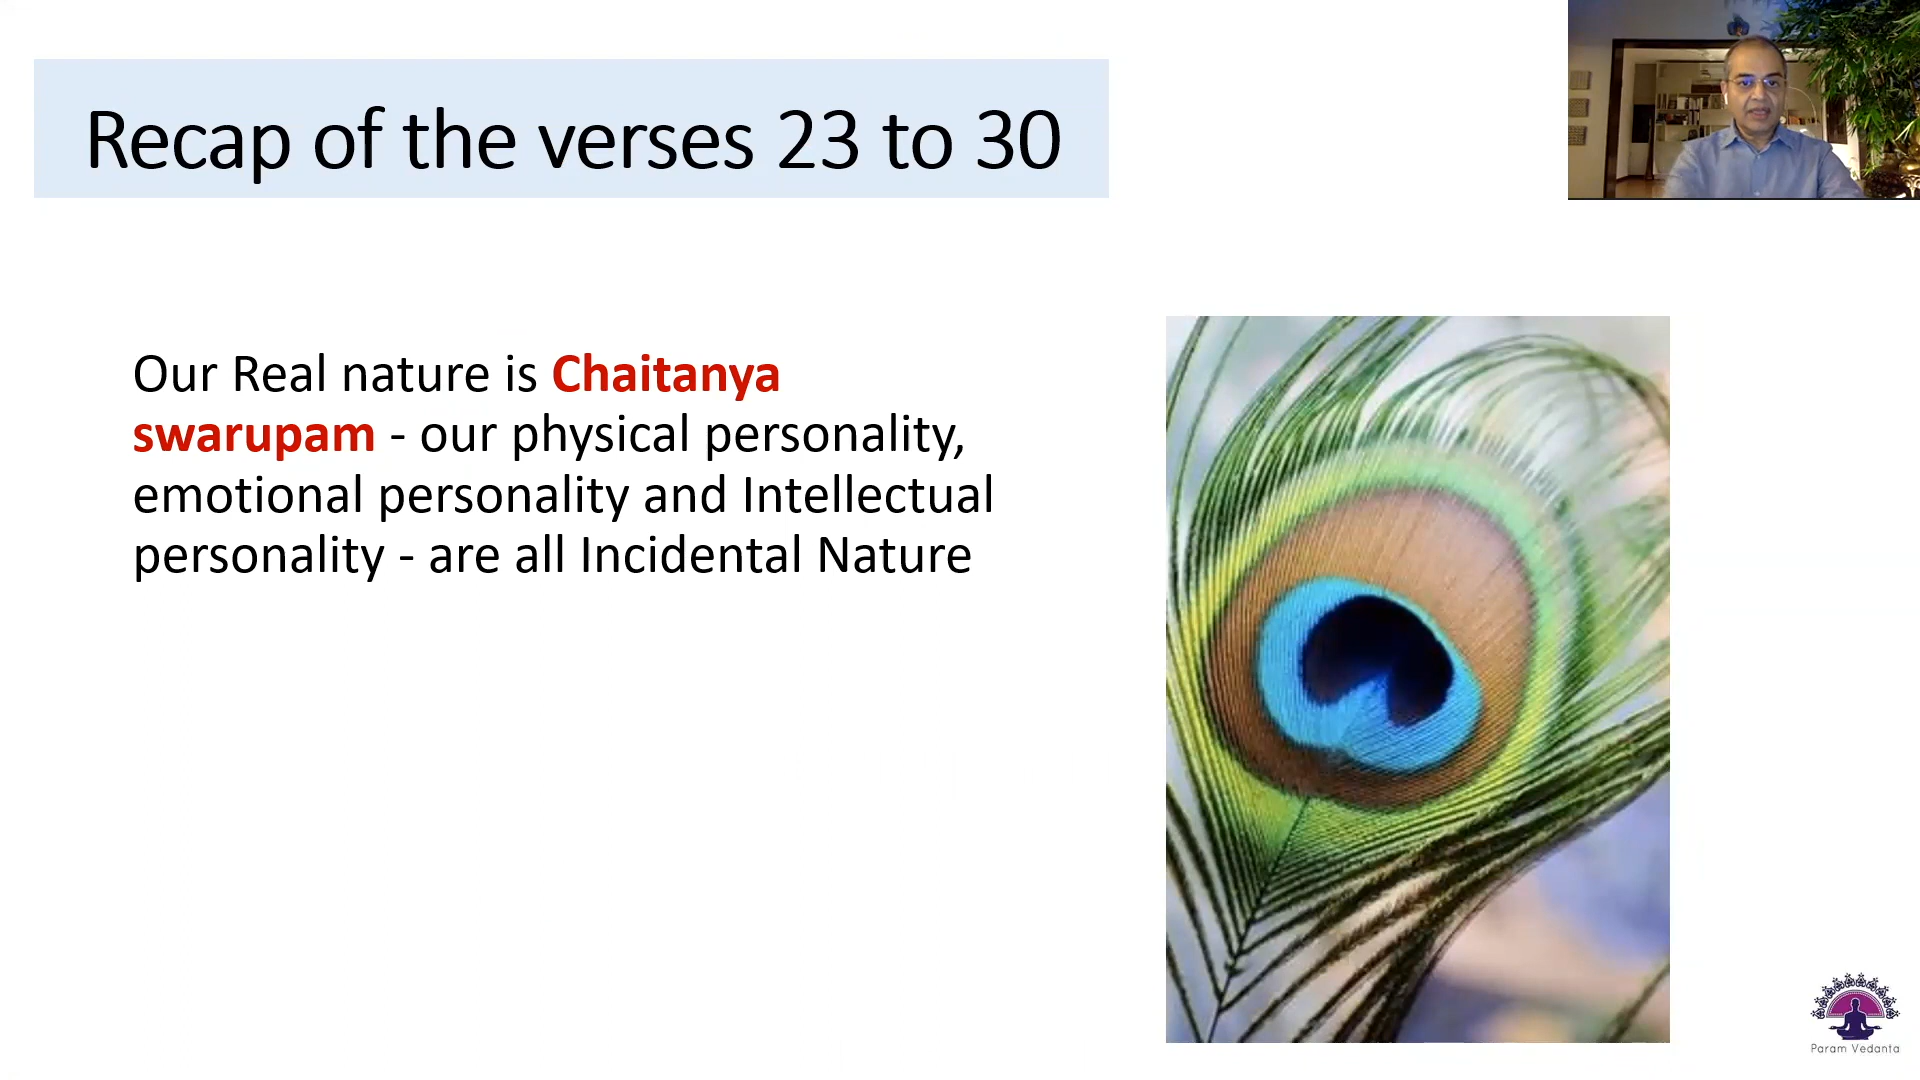 Recap of the verses 23 to 30
Our Real nature is Chaitanya
swarupam - our physical personality,
emotional personality and Intellectual
personality - are all Incidental Nature
Param Vedanta